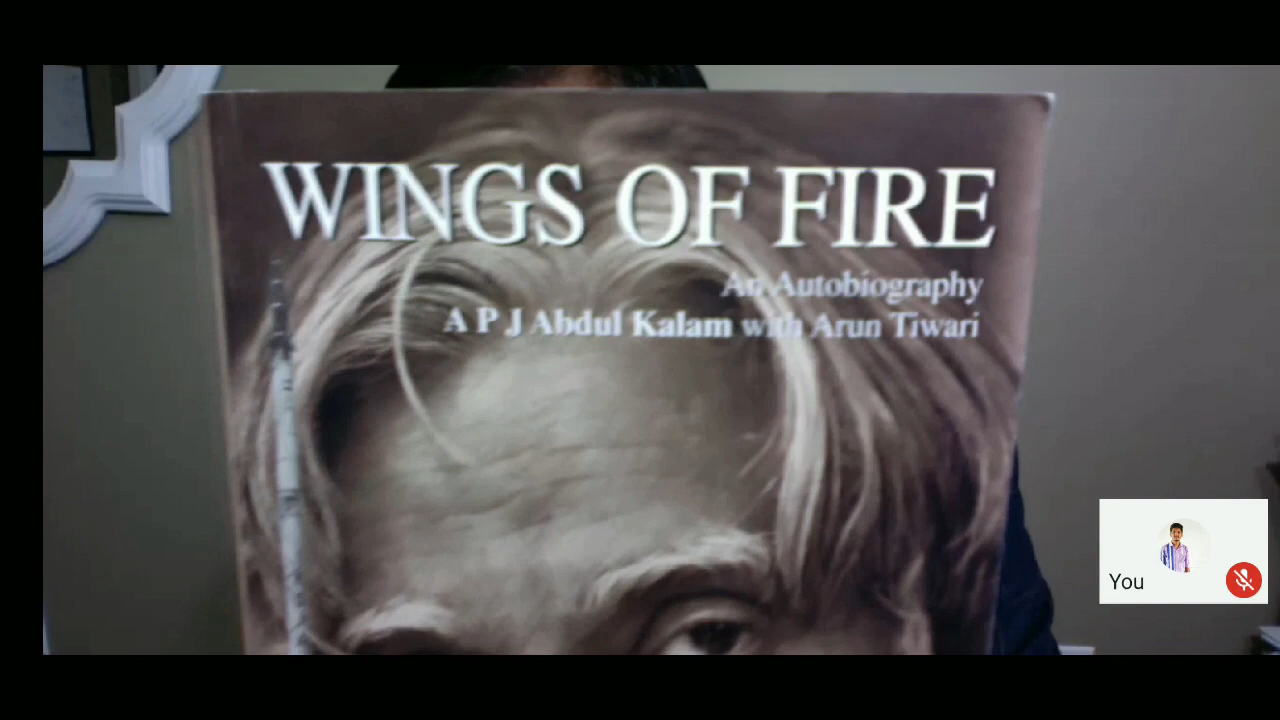 WINGS OF FIRE
An Autobiography
A P J Abdul Kalam with Arun Tiwari
You